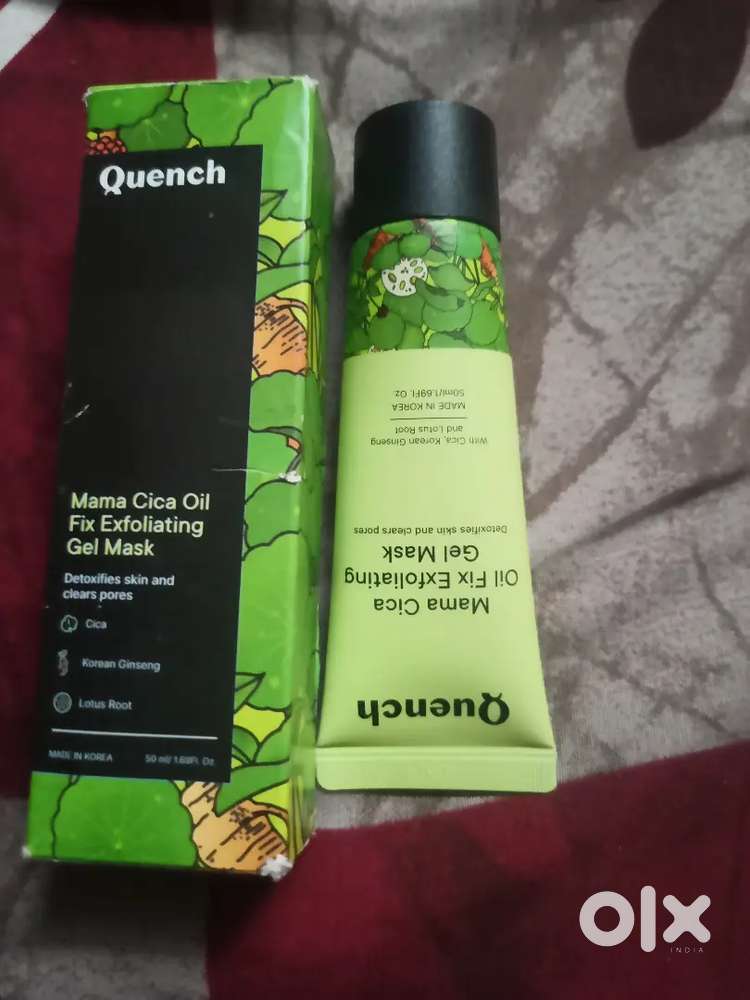 Quench
Mama Cica Oil
Fix Exfoliating
Gel Mask
Detoxifies skin and
clears pores
Cica
Korean Ginseng
Lotus Root
MADE IN KOREA 50 ml/ 1.69Fl. Oz.
Quench
Mama Cica
Oil Fix Exfoliating
Gel Mask
Detoxifies skin and clears pores
With Cica, Korean Ginseng
and Lotus Root
MADE IN KOREA
50ml/1.69Fl. Oz.
olx
INDIA